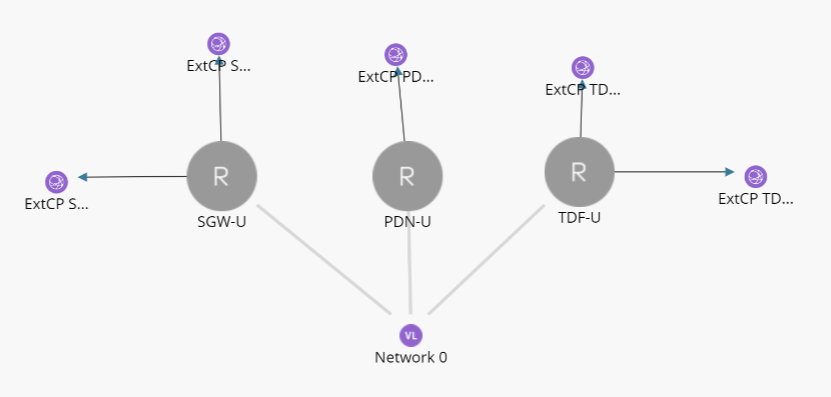 ExtCP S...
ExtCP PD...
ExtCP TD...
ExtCP S...
R
SGW-U
R
PDN-U
R
TDF-U
ExtCP TD...
VL
Network 0